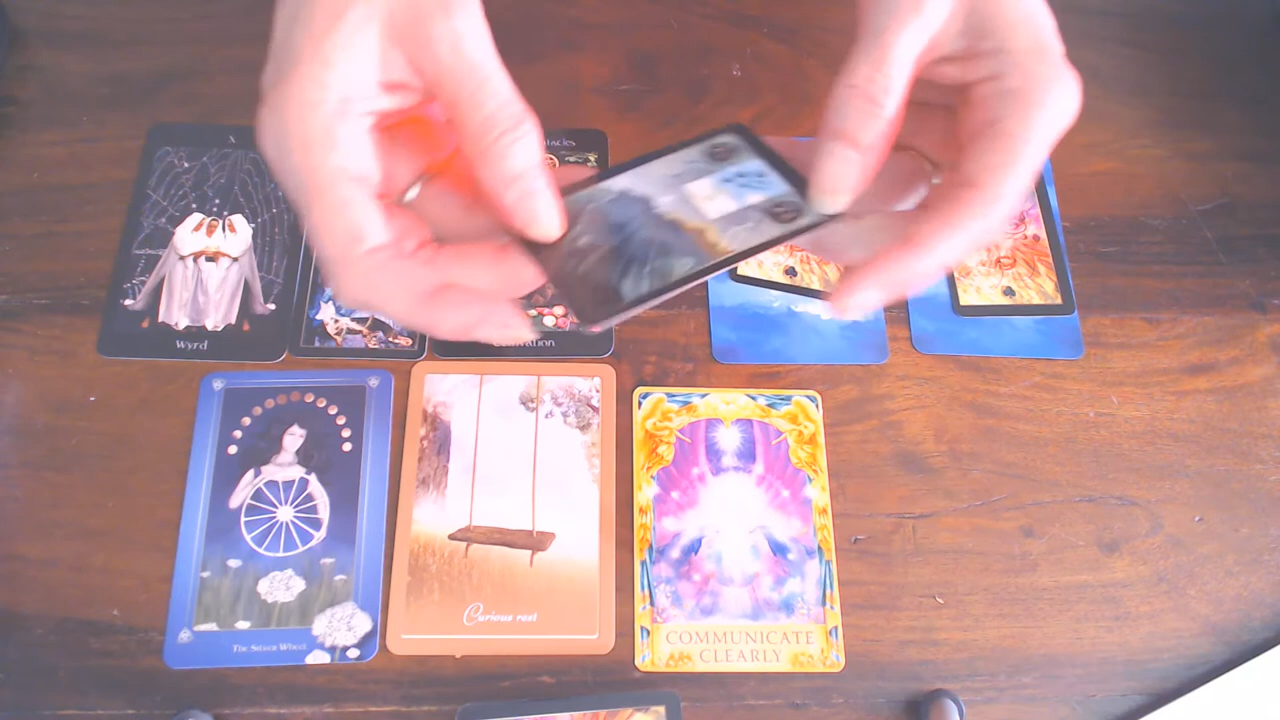 X
Wyrd
The Silver Wheel
Curious rest
COMMUNICATE
CLEARLY